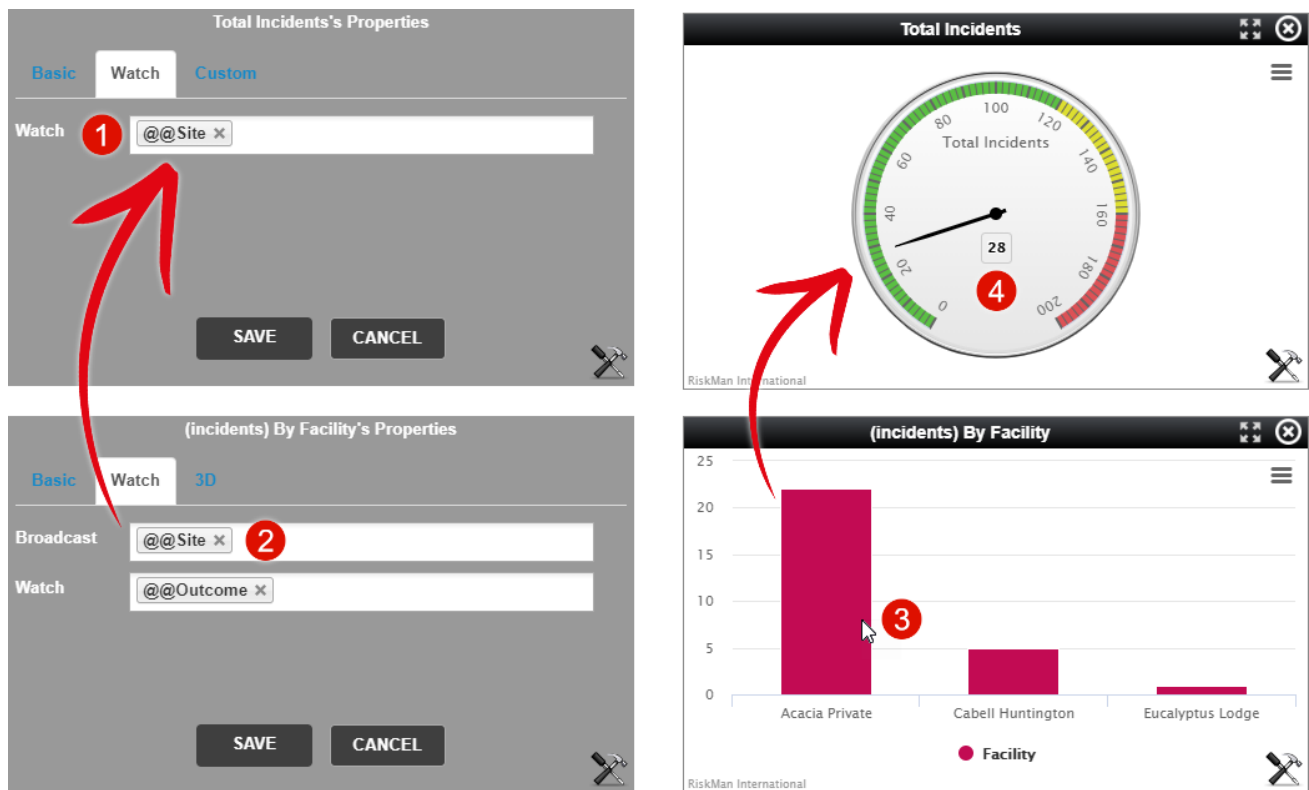 Total Incidents's Properties
Basic Watch Custom
Watch 1 @@Site ×
SAVE CANCEL
Total Incidents
100
80 120
Total Incidents
60 140
40 160
28
20 180
4
0 200
RiskMan International
(incidents) By Facility's Properties
Basic Watch 3D
Broadcast @@Site × 2
Watch @@Outcome ×
SAVE CANCEL
(incidents) By Facility
25
20
15
10
3
5
0
Acacia Private Cabell Huntington Eucalyptus Lodge
Facility
RiskMan International